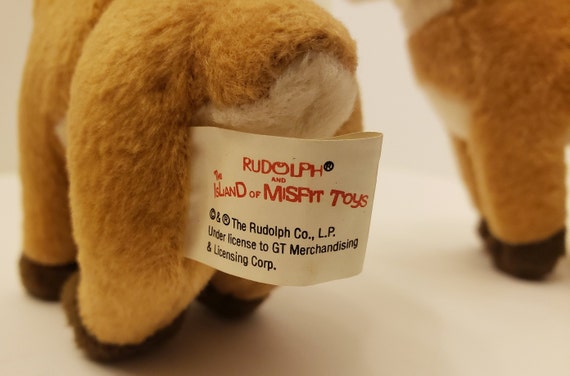 RUDOLPH®
AND
The
ISLAND OF MISFIT TOYS
©&®The Rudolph Co., L.P.
Under license to GT Merchandising
& Licensing Corp.